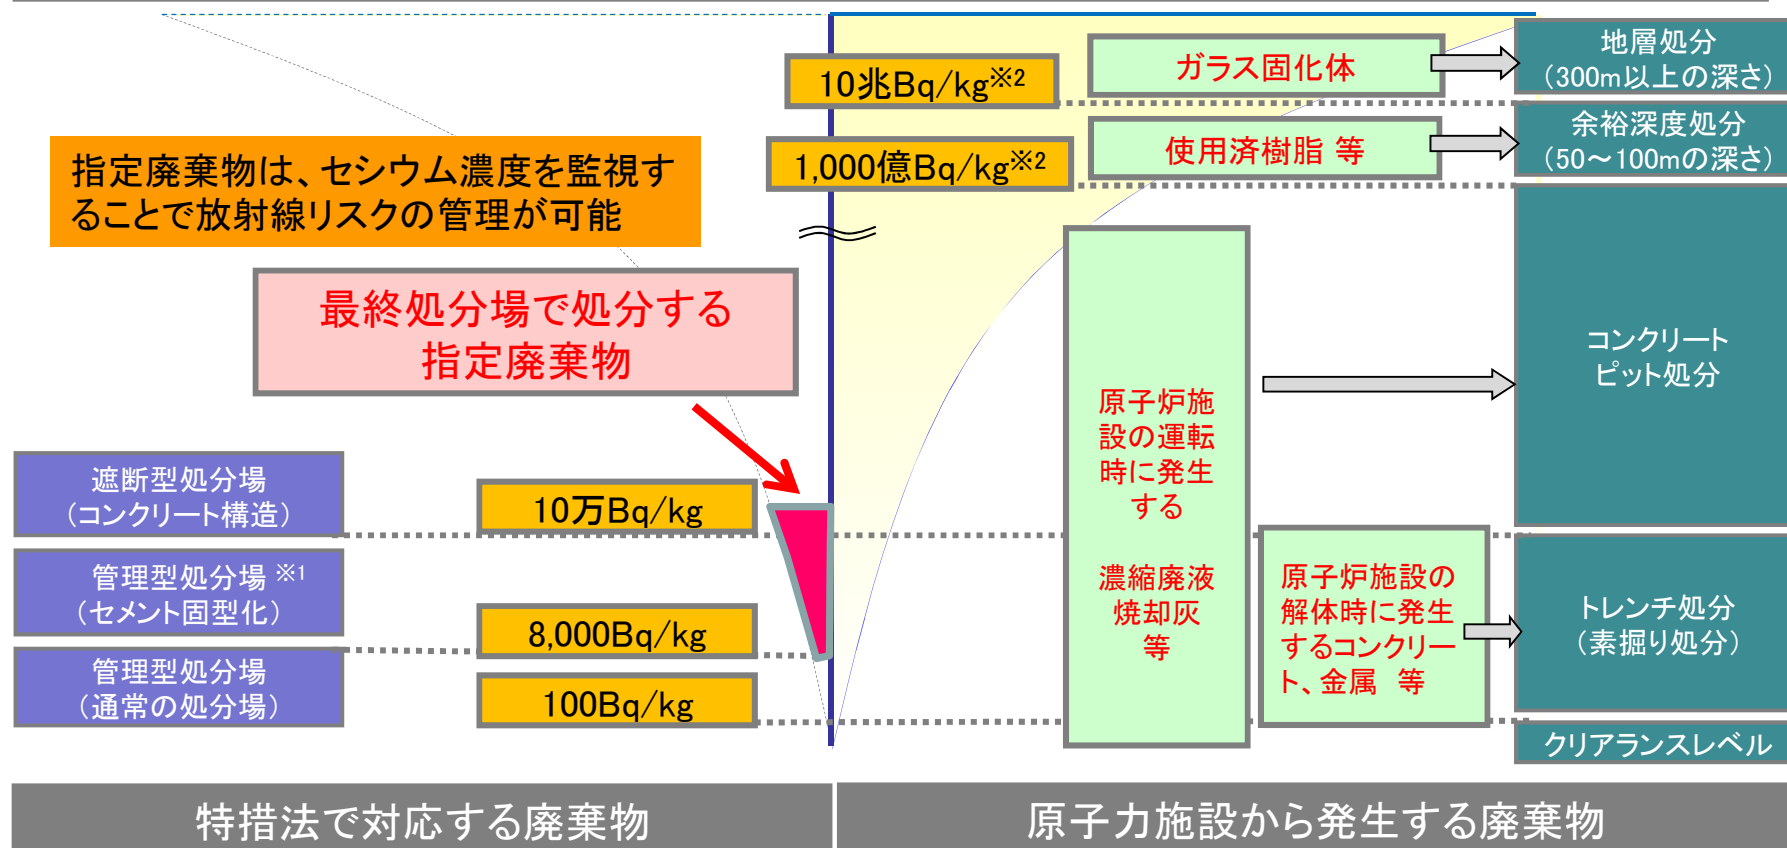 10兆Bq/kg※2
ガラス固化体
地層処分
（300m以上の深さ）
1,000億Bq/kg※2
使用済樹脂 等
余裕深度処分
（50～100mの深さ）
指定廃棄物は、セシウム濃度を監視す
ることで放射線リスクの管理が可能
最終処分場で処分する
指定廃棄物
コンクリート
ピット処分
原子炉施
設の運転
時に発生
する
濃縮廃液
焼却灰
等
遮断型処分場
（コンクリート構造）
10万Bq/kg
管理型処分場 ※1
（セメント固型化）
8,000Bq/kg
管理型処分場
（通常の処分場）
100Bq/kg
原子炉施設の
解体時に発生
するコンクリー
ト、金属 等
トレンチ処分
（素掘り処分）
クリアランスレベル
特措法で対応する廃棄物
原子力施設から発生する廃棄物